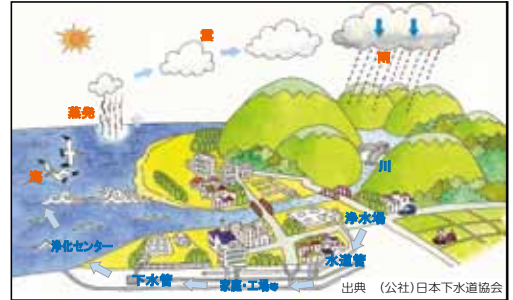 雲
雨
蒸発
海
川
浄水場
浄化センター
水道管
下水管
家庭・工場等
出典 (公社)日本下水道協会